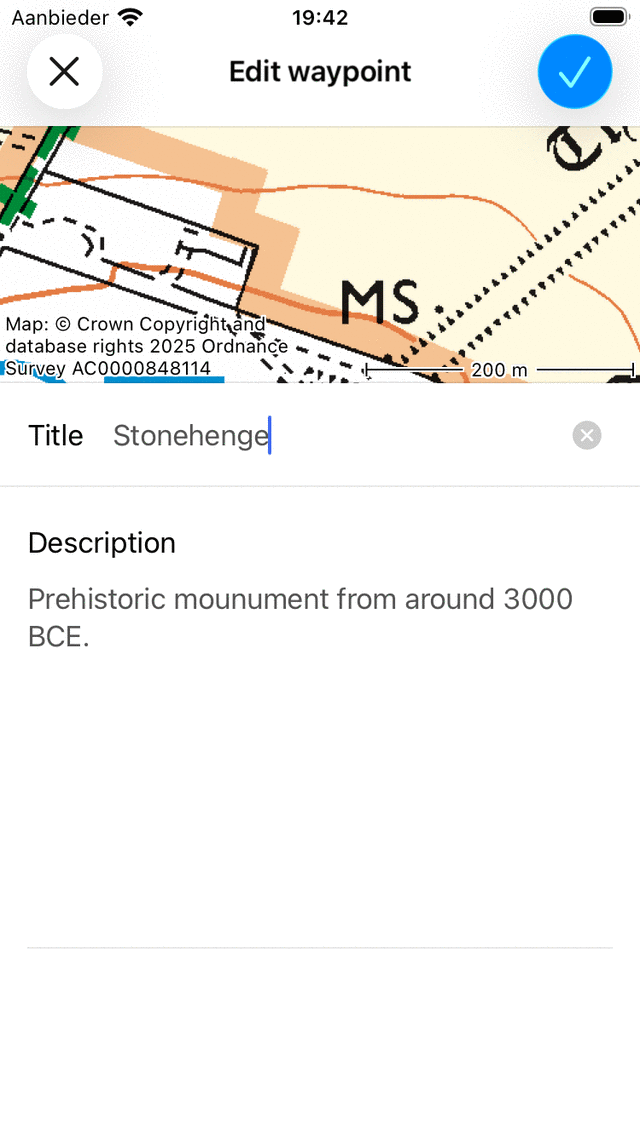 Aanbieder 19:42
Edit waypoint
MS
Map: © Crown Copyright and
database rights 2025 Ordnance
Survey AC0000848114
200 m
Title Stonehenge
Description
Prehistoric mounument from around 3000
BCE.